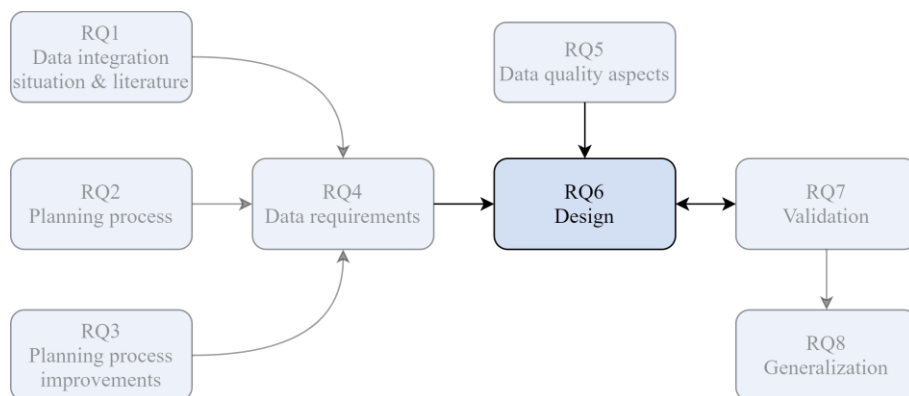 RQ1
Data integration
situation & literature
RQ2
Planning process
RQ3
Planning process
improvements
RQ4
Data requirements
RQ5
Data quality aspects
RQ6
Design
RQ7
Validation
RQ8
Generalization